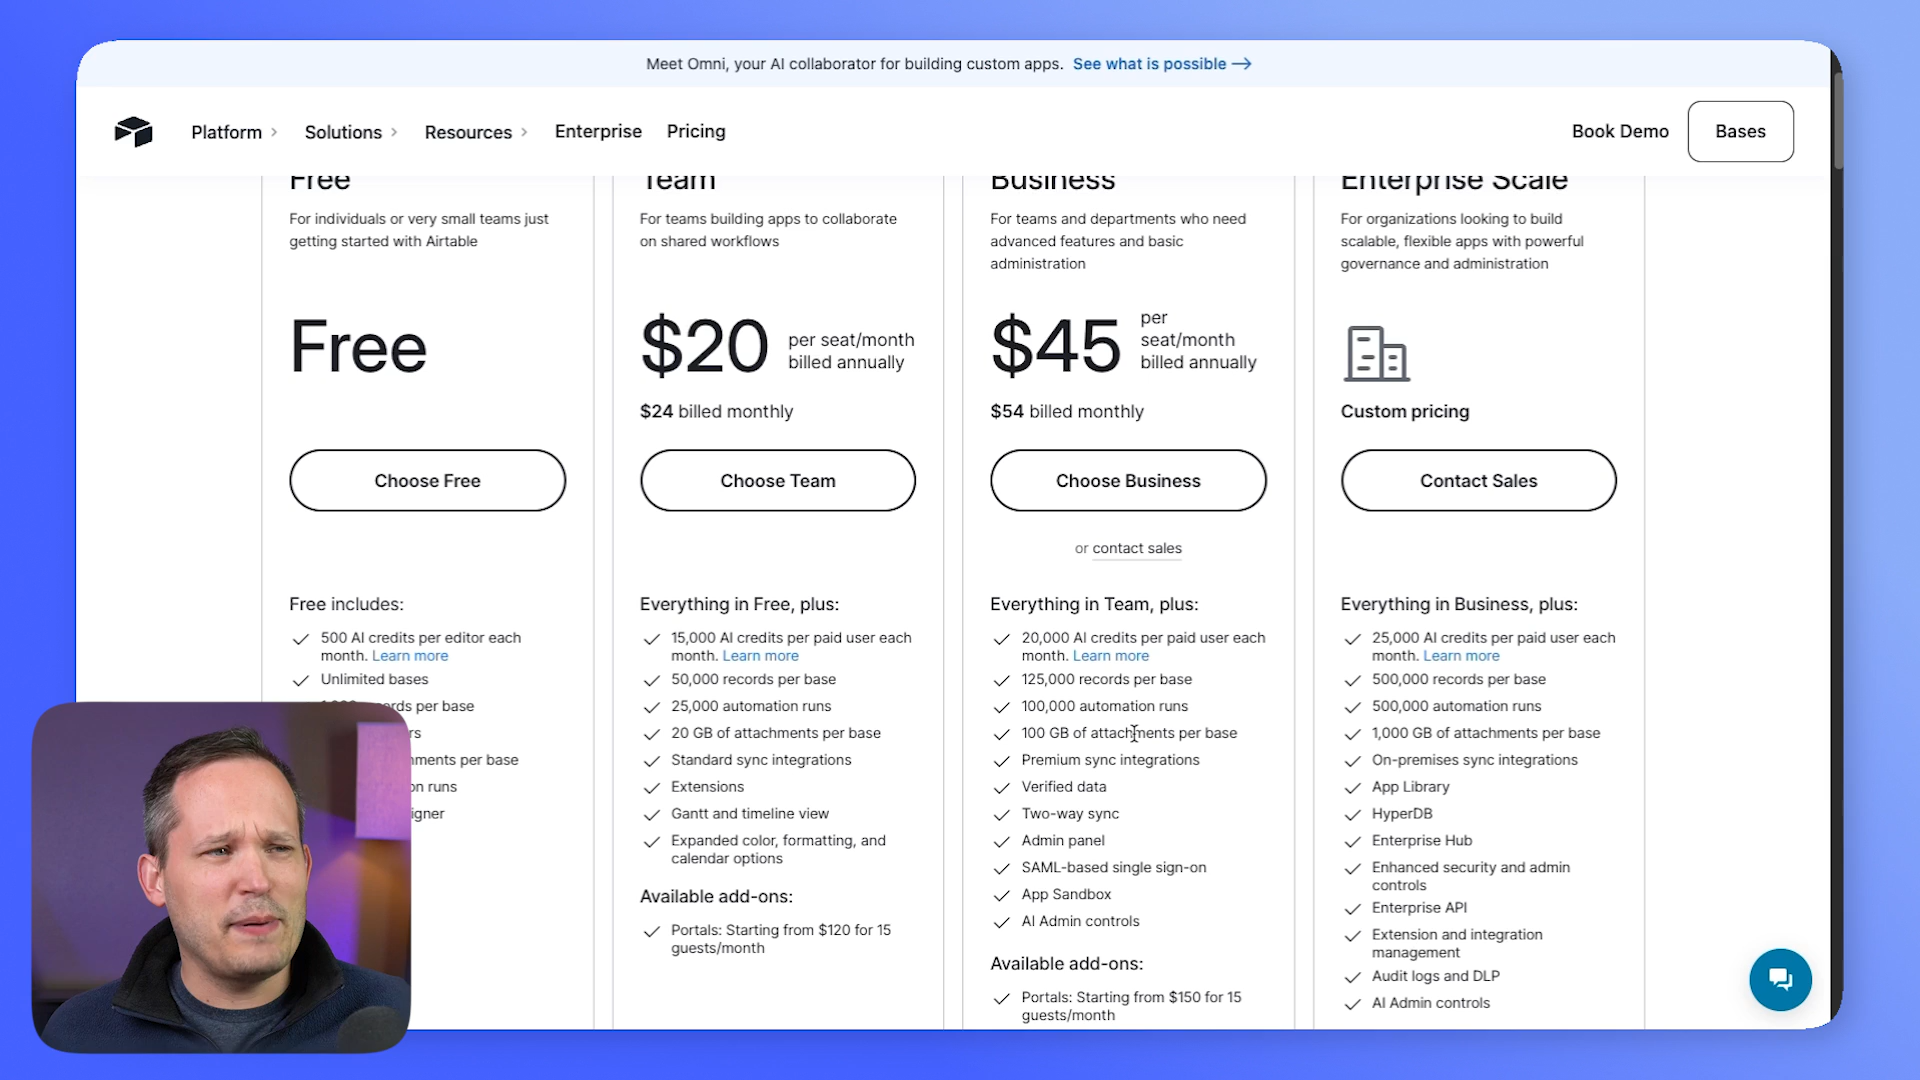 Meet Omni, your AI collaborator for building custom apps. See what is possible →
Platform
Solutions
Resources
Enterprise
Pricing
Book Demo
Bases
Free
For individuals or very small teams just
getting started with Airtable
Free
Choose Free
Free includes:
500 AI credits per editor each
month. Learn more
Unlimited bases
per base
per base
runs
Team
For teams building apps to collaborate
on shared workflows
$20
per seat/month
billed annually
$24 billed monthly
Choose Team
Everything in Free, plus:
15,000 AI credits per paid user each
month. Learn more
50,000 records per base
25,000 automation runs
20 GB of attachments per base
Standard sync integrations
Extensions
Gantt and timeline view
Expanded color, formatting, and
calendar options
Available add-ons:
Portals: Starting from $120 for 15
guests/month
Business
For teams and departments who need
advanced features and basic
administration
$45
per
seat/month
billed annually
$54 billed monthly
Choose Business
or contact sales
Everything in Team, plus:
20,000 AI credits per paid user each
month. Learn more
125,000 records per base
100,000 automation runs
100 GB of attachments per base
Premium sync integrations
Verified data
Two-way sync
Admin panel
SAML-based single sign-on
App Sandbox
AI Admin controls
Available add-ons:
Portals: Starting from $150 for 15
guests/month
Enterprise Scale
For organizations looking to build
scalable, flexible apps with powerful
governance and administration
Custom pricing
Contact Sales
Everything in Business, plus:
25,000 AI credits per paid user each
month. Learn more
500,000 records per base
500,000 automation runs
1,000 GB of attachments per base
On-premises sync integrations
App Library
HyperDB
Enterprise Hub
Enhanced security and admin
controls
Enterprise API
Extension and integration
management
Audit logs and DLP
AI Admin controls